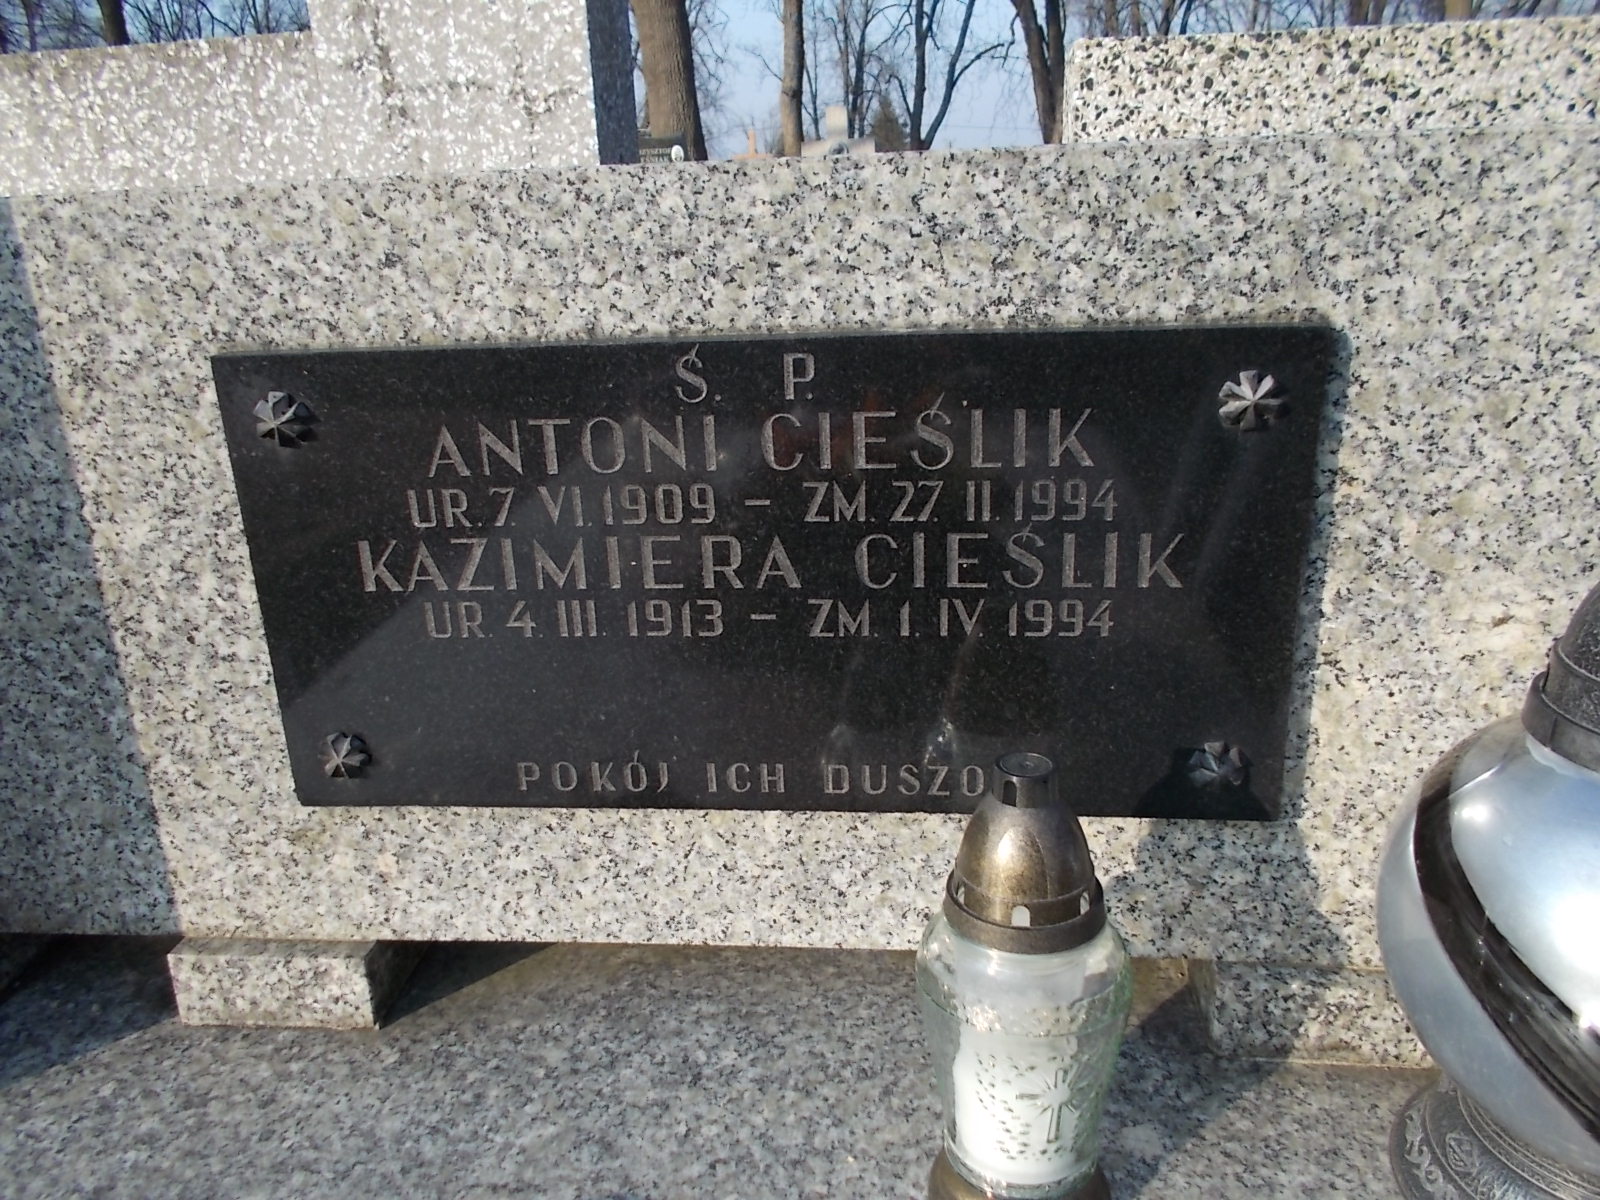 Ś. P.
ANTONI CIEŚLIK
UR. 7. VI. 1909 – ZM. 27. II. 1994
KAZIMIERA CIEŚLIK
UR. 4. III. 1913 – ZM. 1. IV. 1994
POKÓJ ICH DUSZO